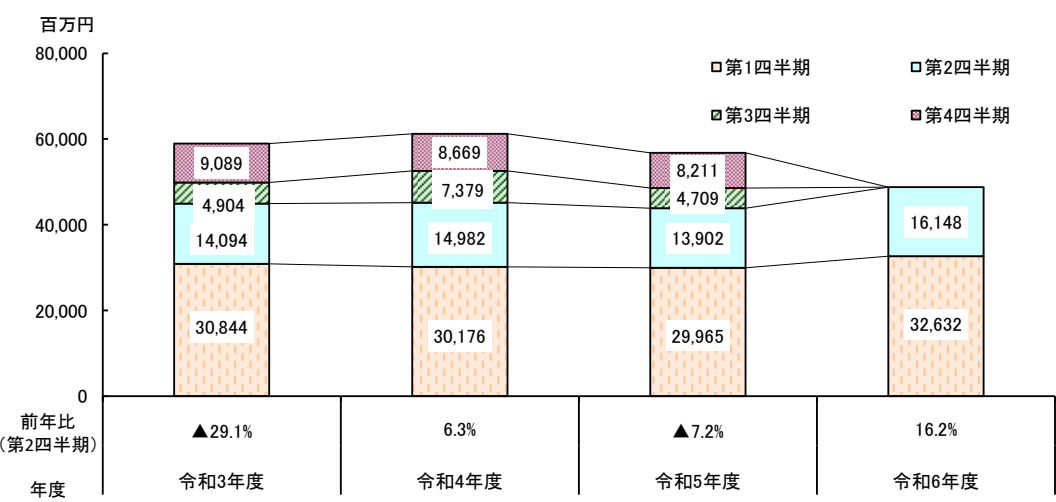 百万円
80,000
60,000
40,000
20,000
0
第1四半期 第2四半期
第3四半期 第4四半期
9,089 8,669 8,211
4,904 7,379 4,709
14,094 14,982 13,902 16,148
30,844 30,176 29,965 32,632
前年比
(第2四半期)
▲29.1% 6.3% ▲7.2% 16.2%
年度 令和3年度 令和4年度 令和5年度 令和6年度